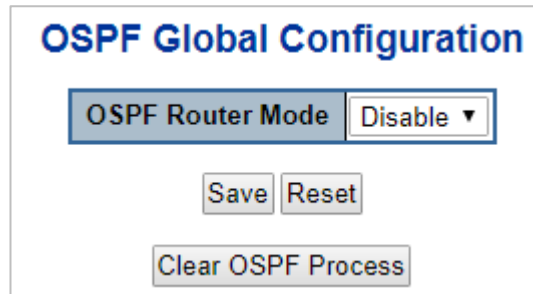 OSPF Global Configuration
OSPF Router Mode Disable
Save Reset
Clear OSPF Process